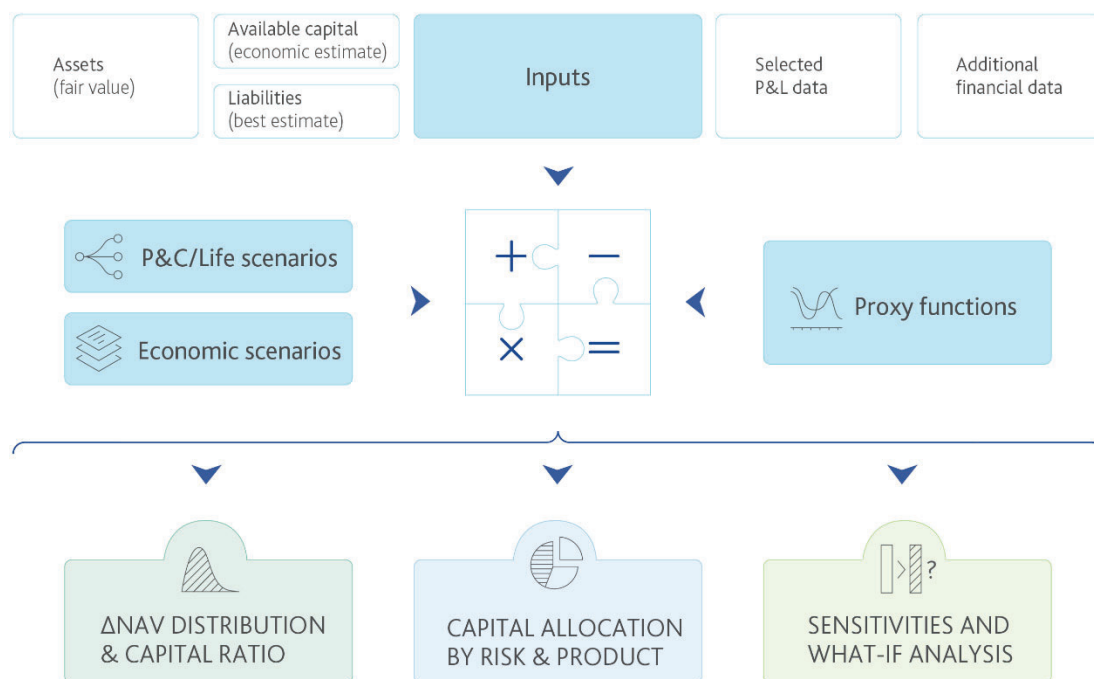 Assets
(fair value)
Available capital
(economic estimate)
Liabilities
(best estimate)
Inputs
Selected
P&L data
Additional
financial data
P&C/Life scenarios
Economic scenarios
+ −
× =
Proxy functions
ΔNAV DISTRIBUTION
& CAPITAL RATIO
CAPITAL ALLOCATION
BY RISK & PRODUCT
?
SENSITIVITIES AND
WHAT-IF ANALYSIS